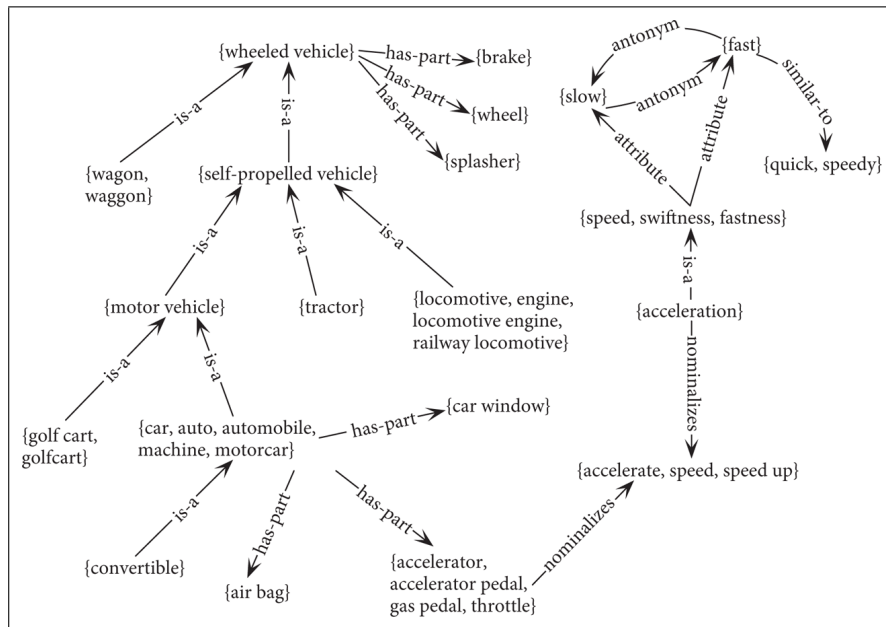 {wheeled vehicle}
has-part
{brake}
has-part
{wheel}
has-part
{splasher}
is-a
is-a
{wagon,
waggon}
{self-propelled vehicle}
is-a
is-a
is-a
{motor vehicle}
{tractor}
{locomotive, engine,
locomotive engine,
railway locomotive}
is-a
is-a
{golf cart,
golfcart}
{car, auto, automobile,
machine, motorcar}
has-part
{car window}
is-a
has-part
has-part
{convertible}
{air bag}
{accelerator,
accelerator pedal,
gas pedal, throttle}
nominalizes
antonym
{fast}
{slow}
antonym
similar-to
attribute
attribute
{quick, speedy}
{speed, swiftness, fastness}
is-a
{acceleration}
nominalizes
{accelerate, speed, speed up}